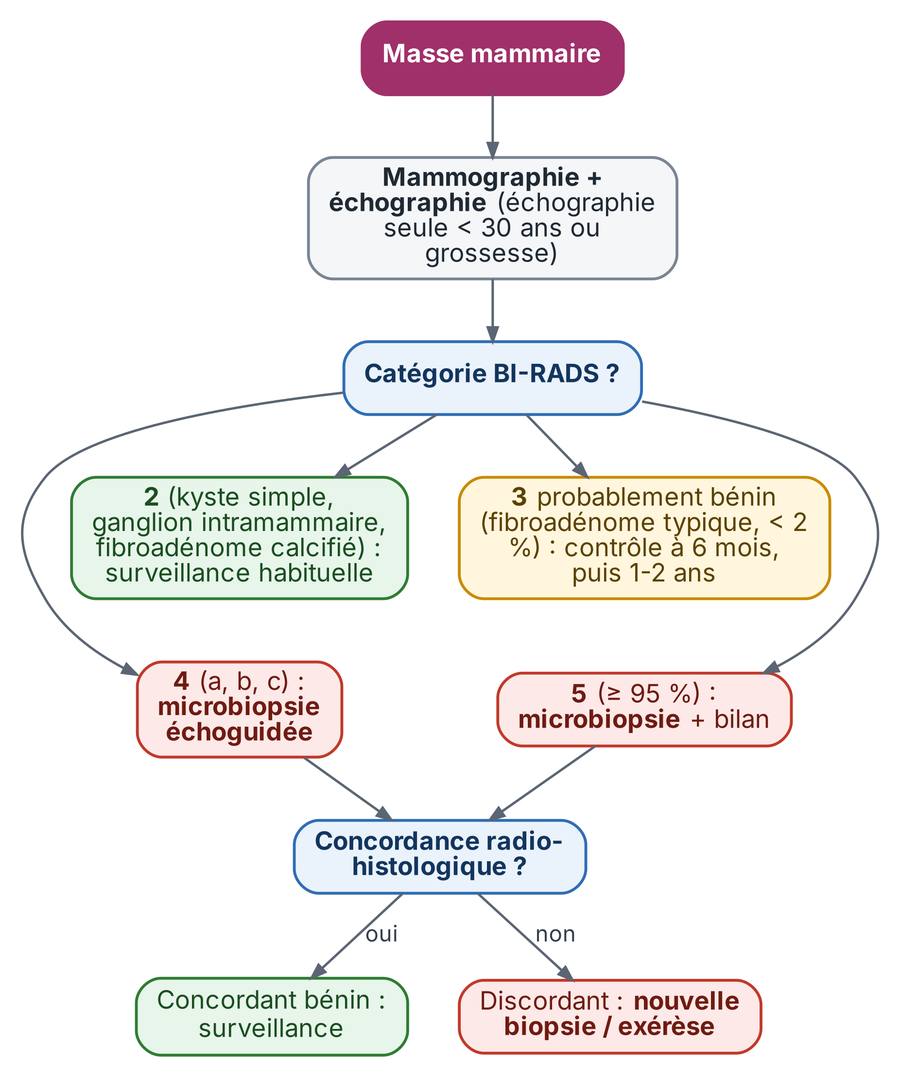 Masse mammaire
Mammographie +
échographie (échographie
seule < 30 ans ou
grossesse)
Catégorie BI-RADS ?
2 (kyste simple,
ganglion intramammaire,
fibroadénome calcifié) :
surveillance habituelle
3 probablement bénin
(fibroadénome typique, < 2
%) : contrôle à 6 mois,
puis 1-2 ans
4 (a, b, c) :
microbiopsie
échoguidée
5 (≥ 95 %) :
microbiopsie + bilan
Concordance radio-
histologique ?
oui
non
Concordant bénin :
surveillance
Discordant : nouvelle
biopsie / exérèse